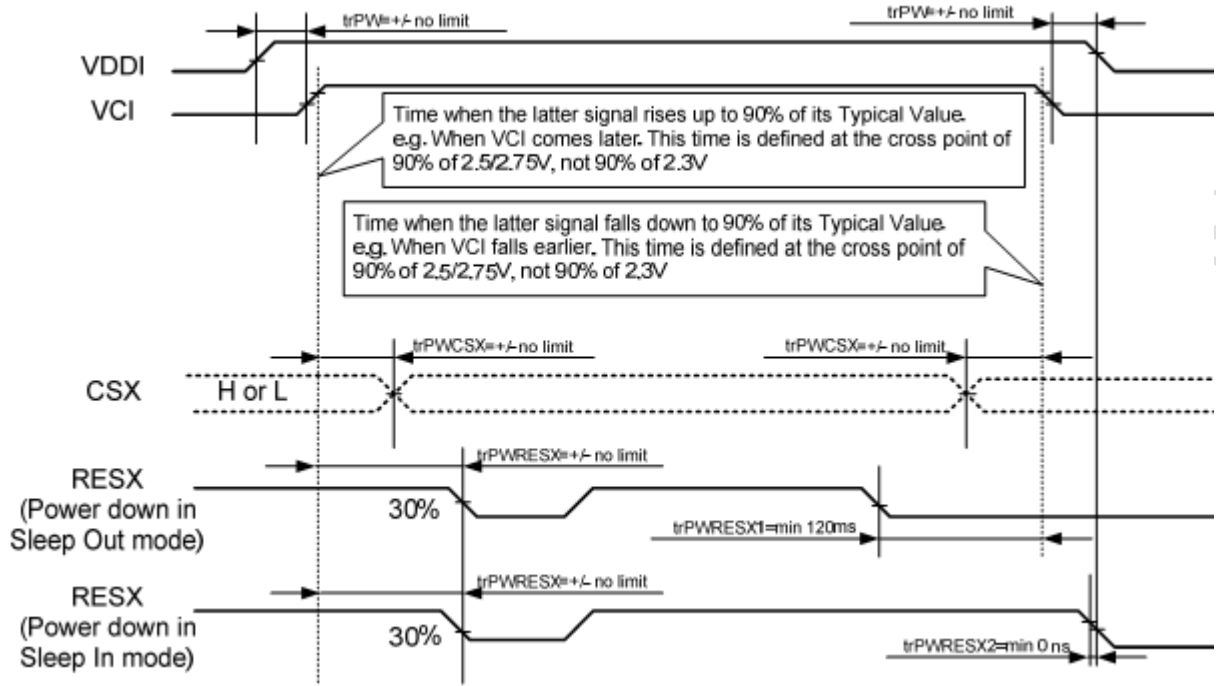 trPW=+/- no limit
trPW=+/- no limit
VDDI
VCI
Time when the latter signal rises up to 90% of its Typical Value.
e.g. When VCI comes later. This time is defined at the cross point of
90% of 2.5/2.75V, not 90% of 2.3V
Time when the latter signal falls down to 90% of its Typical Value.
e.g. When VCI falls earlier. This time is defined at the cross point of
90% of 2.5/2.75V, not 90% of 2.3V
trPWCSX=+/- no limit
trPWCSX=+/- no limit
CSX
H or L
trPWRESX=+/- no limit
RESX
(Power down in
Sleep Out mode)
30%
trPWRESX1=min 120ms
trPWRESX=+/- no limit
RESX
(Power down in
Sleep In mode)
30%
trPWRESX2=min 0 ns